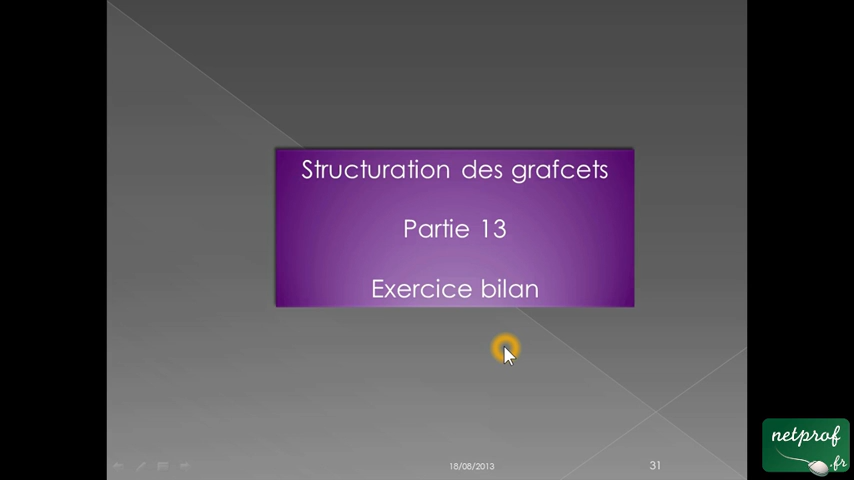 Structuration des grafcets
Partie 13
Exercice bilan
18/08/2013
31
netprof
.fr